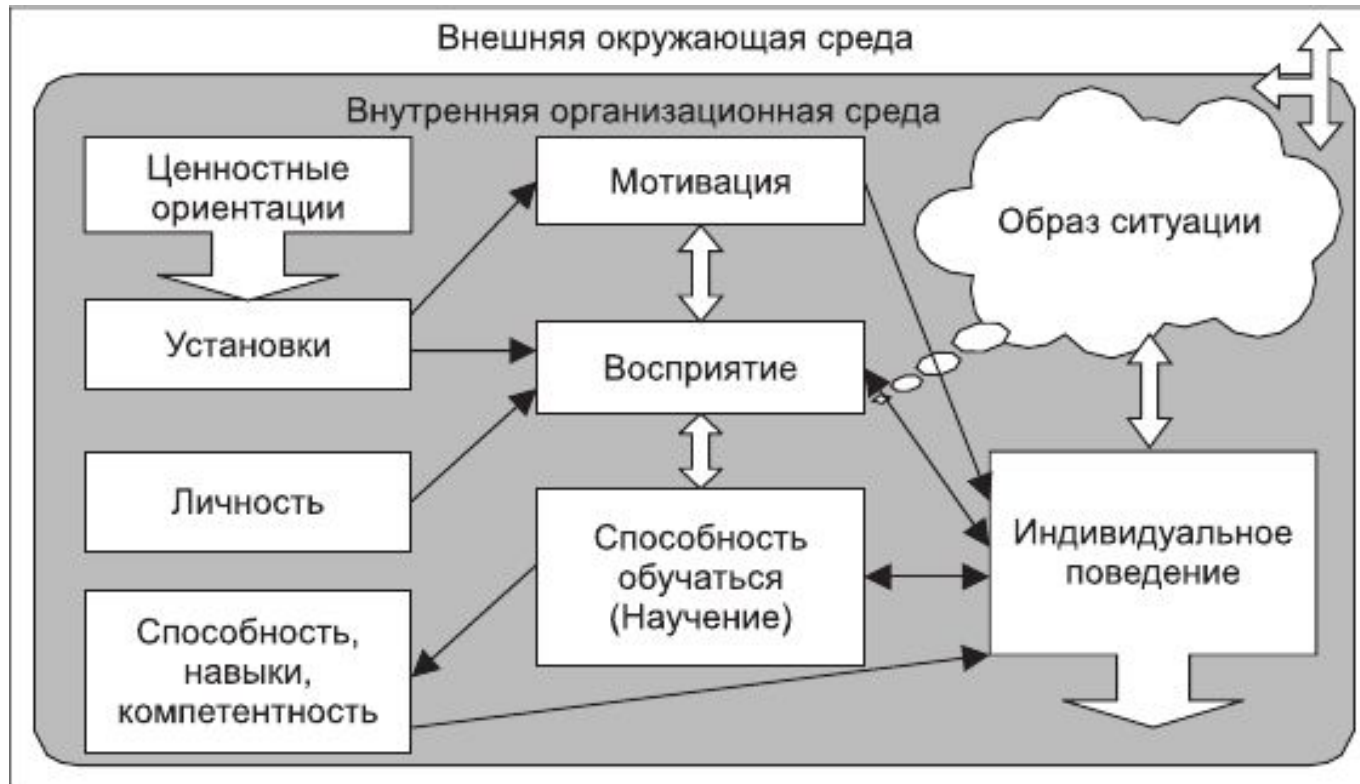 Внешняя окружающая среда
Внутренняя организационная среда
Ценностные
ориентации
Мотивация
Образ ситуации
Установки
Восприятие
Личность
Способность
обучаться
(Научение)
Индивидуальное
поведение
Способность,
навыки,
компетентность